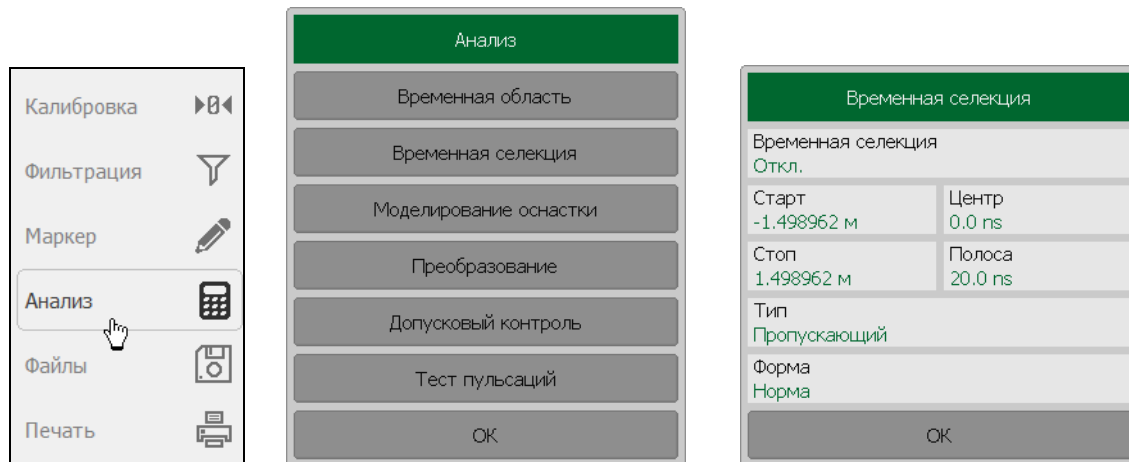 Калибровка
Фильтрация
Маркер
Анализ
Файлы
Печать
Анализ
Временная область
Временная селекция
Моделирование оснастки
Преобразование
Допусковый контроль
Тест пульсаций
ОК
Временная селекция
Временная селекция
Откл.
Старт
-1.498962 м
Центр
0.0 ns
Стоп
1.498962 м
Полоса
20.0 ns
Тип
Пропускающий
Форма
Норма
ОК